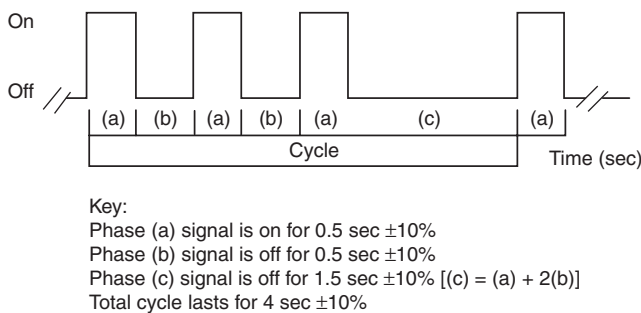 On
Off
(a) (b) (a) (b) (a) (c) (a)
Cycle
Time (sec)
Key:
Phase (a) signal is on for 0.5 sec ±10%
Phase (b) signal is off for 0.5 sec ±10%
Phase (c) signal is off for 1.5 sec ±10% [(c) = (a) + 2(b)]
Total cycle lasts for 4 sec ±10%